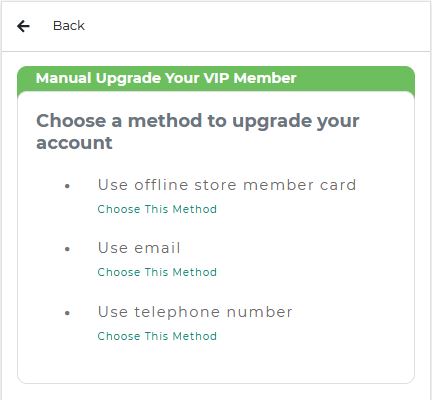 Back
Manual Upgrade Your VIP Member
Choose a method to upgrade your
account
Use offline store member card
Choose This Method
Use email
Choose This Method
Use telephone number
Choose This Method